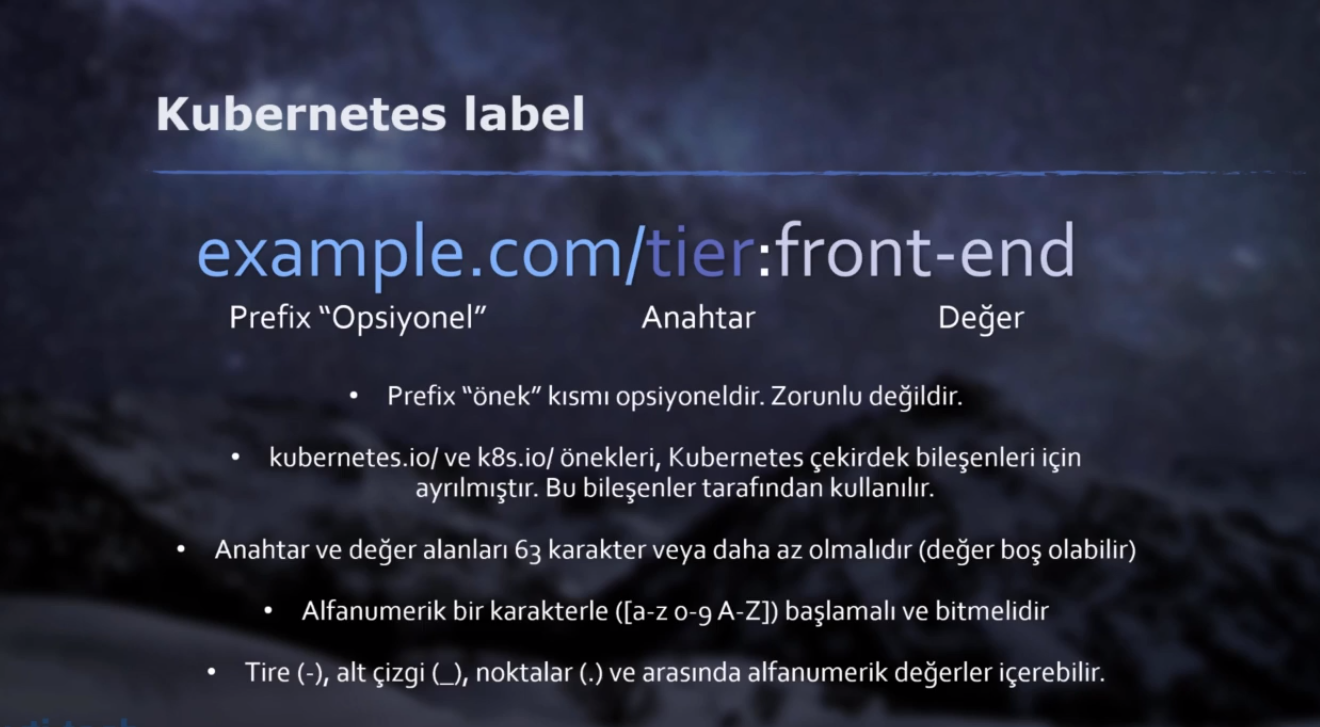 Kubernetes label
example.com/tier:front-end
Prefix “Opsiyonel” Anahtar Değer
• Prefix “önek” kısmı opsiyoneldir. Zorunlu değildir.
• kubernetes.io/ ve k8s.io/ önekleri, Kubernetes çekirdek bileşenleri için
ayrılmıştır. Bu bileşenler tarafından kullanılır.
• Anahtar ve değer alanları 63 karakter veya daha az olmalıdır (değer boş olabilir)
• Alfanumerik bir karakterle ([a-z 0-9 A-Z]) başlamalı ve bitmelidir
• Tire (-), alt çizgi (_), noktalar (.) ve arasında alfanumerik değerler içerebilir.